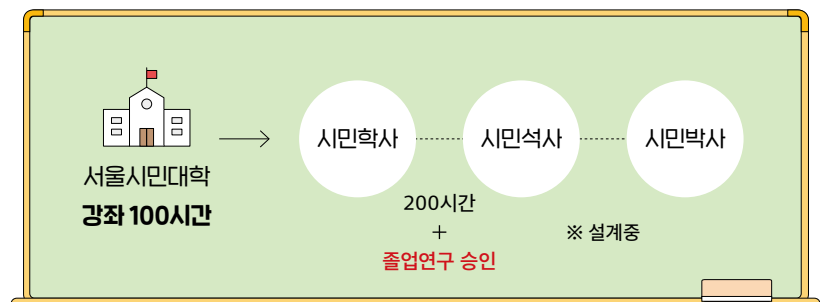 서울시민대학
강좌 100시간
시민학사
시민석사
시민박사
200시간
+
졸업연구 승인
※ 설계중